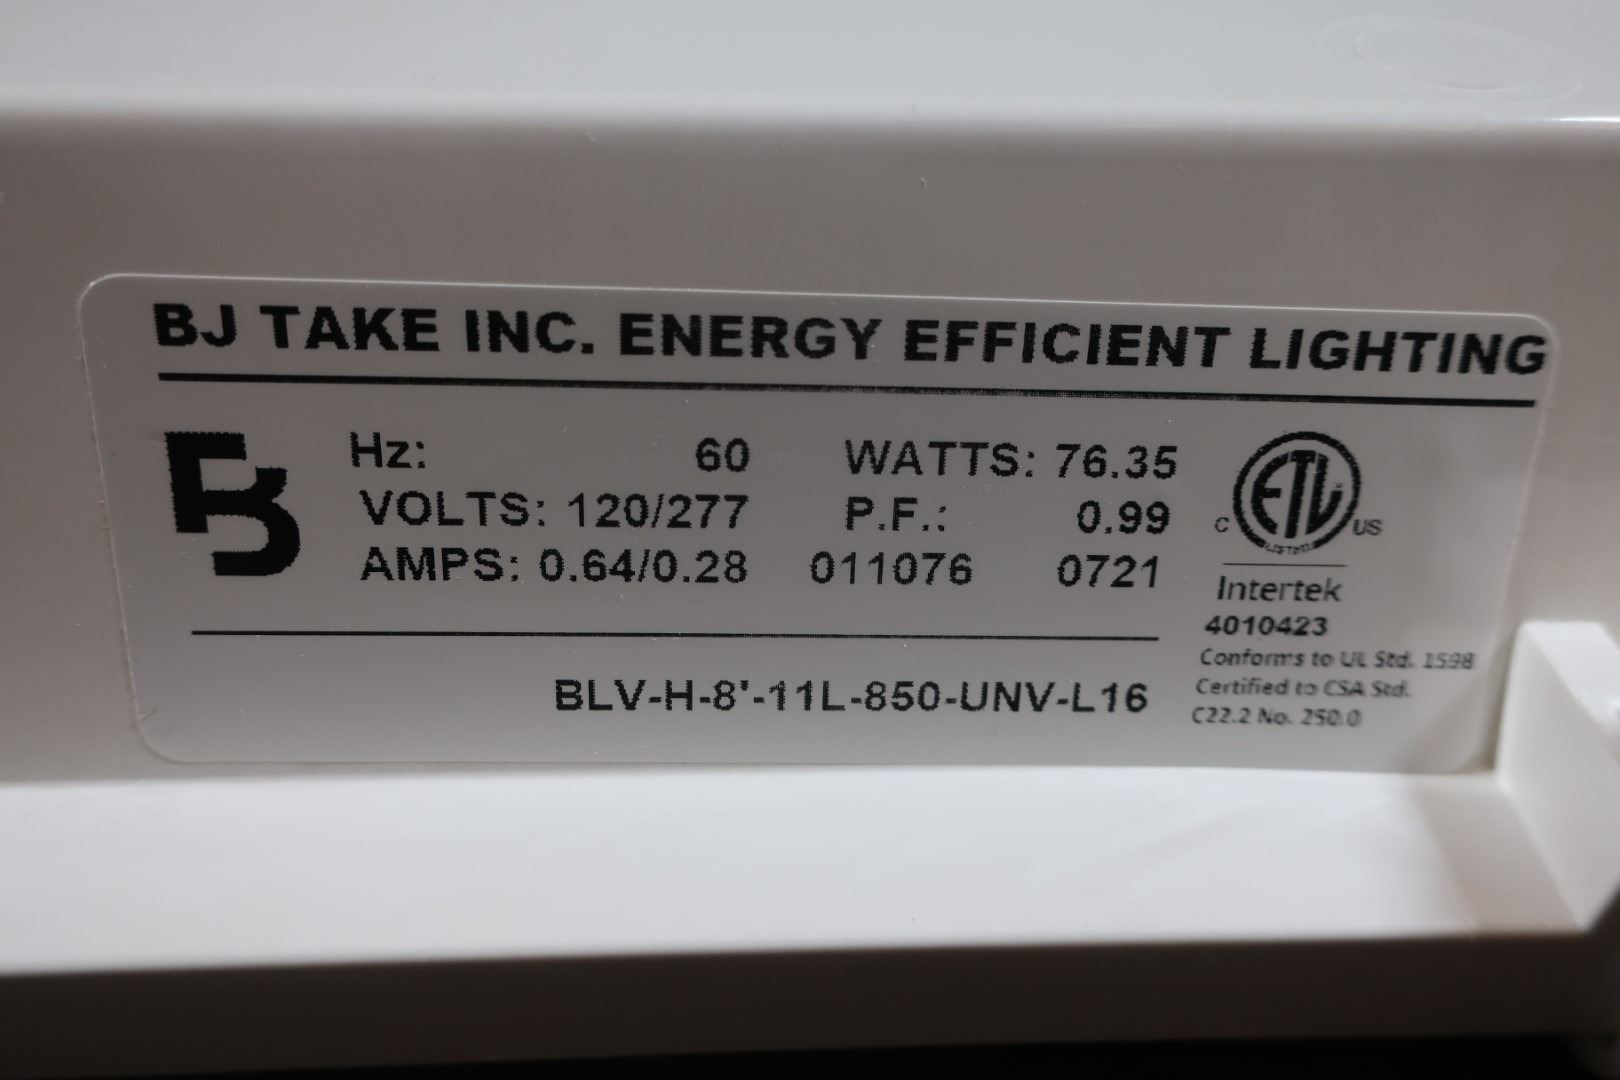 BJ TAKE INC. ENERGY EFFICIENT LIGHTING
BJ
Hz: 60 WATTS: 76.35
VOLTS: 120/277 P.F.: 0.99
AMPS: 0.64/0.28 011076 0721
C ETL US
LISTED
Intertek
4010423
Conforms to UL Std. 1598
Certified to CSA Std.
C22.2 No. 250.0
BLV-H-8'-11L-850-UNV-L16